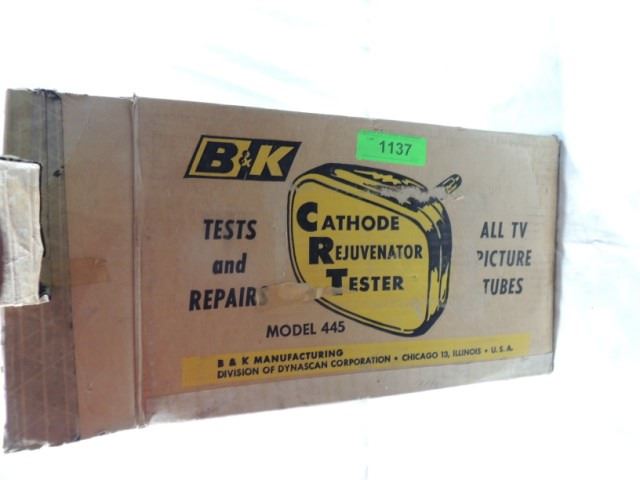 B&K
1137
TESTS
and
REPAIRS
CATHODE
REJUVENATOR
TESTER
ALL TV
PICTURE
TUBES
MODEL 445
B & K MANUFACTURING
DIVISION OF DYNASCAN CORPORATION • CHICAGO 13, ILLINOIS • U.S.A.